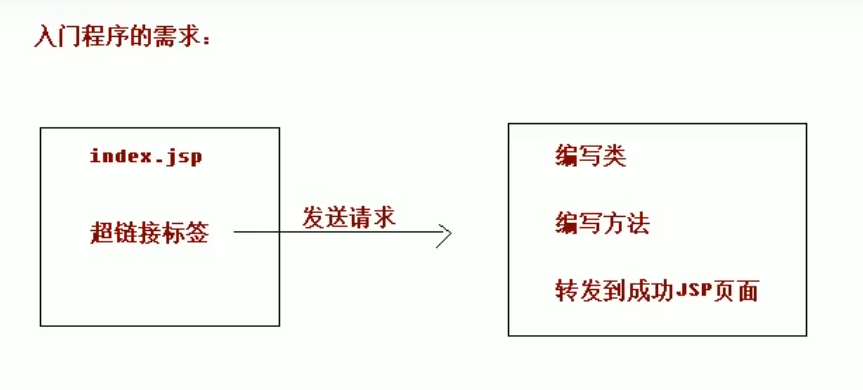 入门程序的需求：
index.jsp
超链接标签
发送请求
编写类
编写方法
转发到成功JSP页面